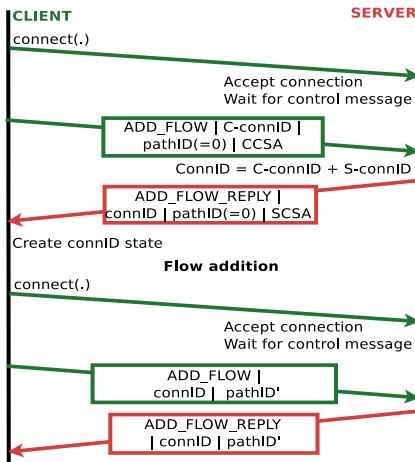 CLIENT
SERVER
connect(.)
Accept connection
Wait for control message
ADD_FLOW | C-connID |
pathID(=0) | CCSA
ConnID = C-connID + S-connID
ADD_FLOW_REPLY |
connID | pathID(=0) | SCSA
Create connID state
Flow addition
connect(.)
Accept connection
Wait for control message
ADD_FLOW |
connID | pathID'
ADD_FLOW_REPLY
| connID | pathID'